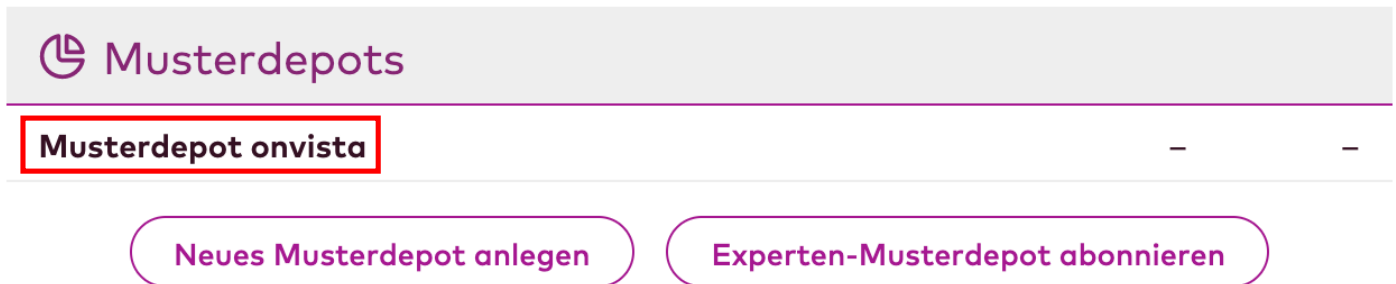 Musterdepots
Musterdepot onvista – –
Neues Musterdepot anlegen Experten-Musterdepot abonnieren